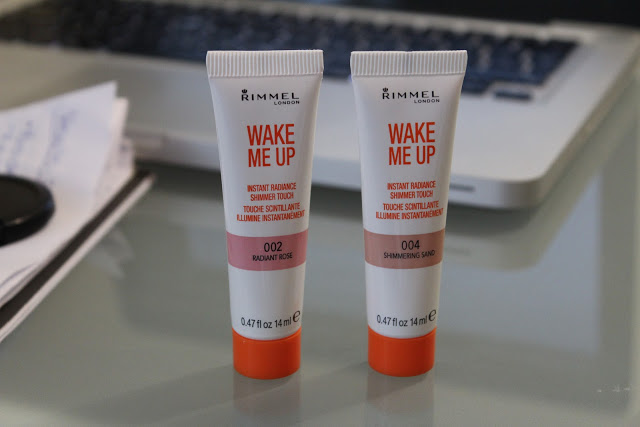 RIMMEL
LONDON
WAKE
ME UP
INSTANT RADIANCE
SHIMMER TOUCH
TOUCHE SCINTILLANTE
ILLUMINE INSTANTANÉMENT
002
RADIANT ROSE
0.47 fl oz 14 ml e
RIMMEL
LONDON
WAKE
ME UP
INSTANT RADIANCE
SHIMMER TOUCH
TOUCHE SCINTILLANTE
ILLUMINE INSTANTANÉMENT
004
SHIMMERING SAND
0.47 fl oz 14 ml e